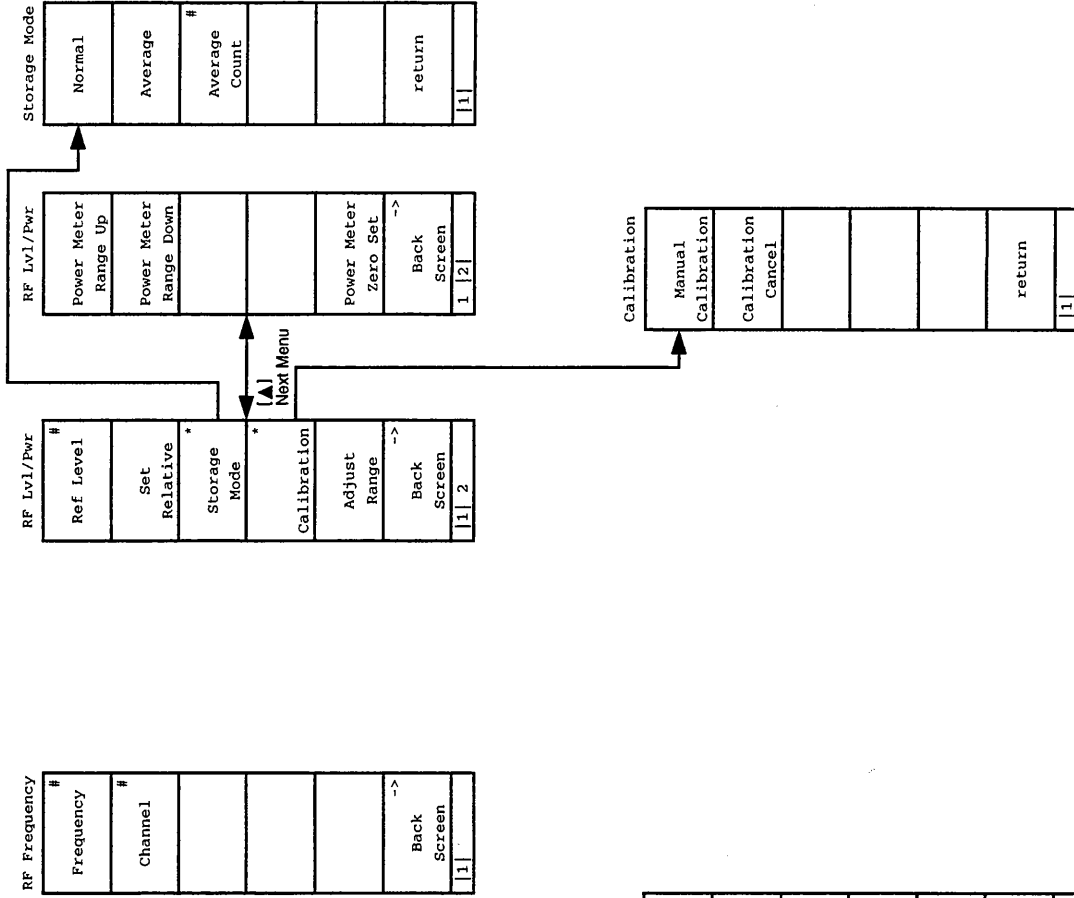 RF Frequency
#
Frequency
#
Channel
-->
Back
Screen
|1|
RF Lvl/Pwr
#
Ref Level
Set
Relative
*
Storage
Mode
*
Calibration
Adjust
Range
-->
Back
Screen
|1| 2
[▲]
Next Menu
RF Lvl/Pwr
Power Meter
Range Up
Power Meter
Range Down
Power Meter
Zero Set
-->
Back
Screen
1 |2|
Storage Mode
Normal
Average
#
Average
Count
return
|1|
Calibration
Manual
Calibration
Calibration
Cancel
return
|1|